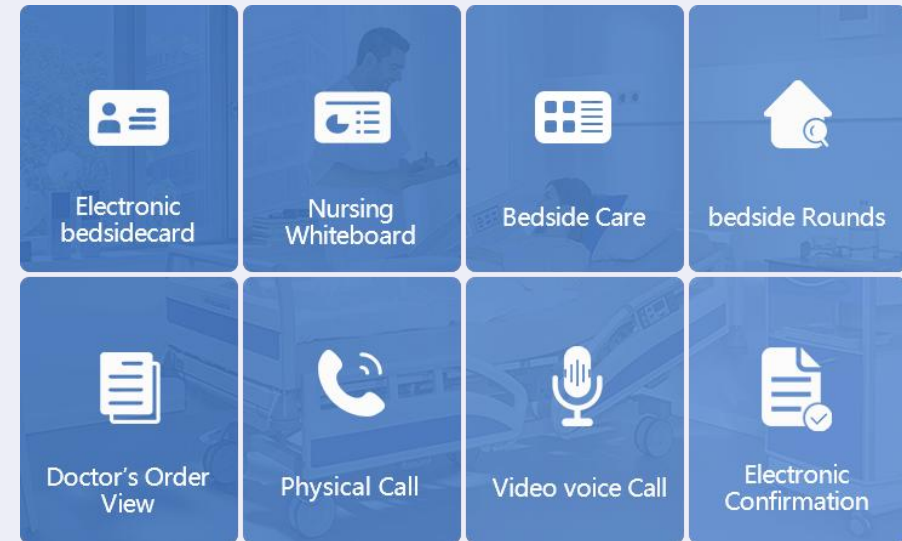 Electronic
bedsidecard
Nursing
Whiteboard
Bedside Care
bedside Rounds
Doctor's Order
View
Physical Call
Video voice Call
Electronic
Confirmation